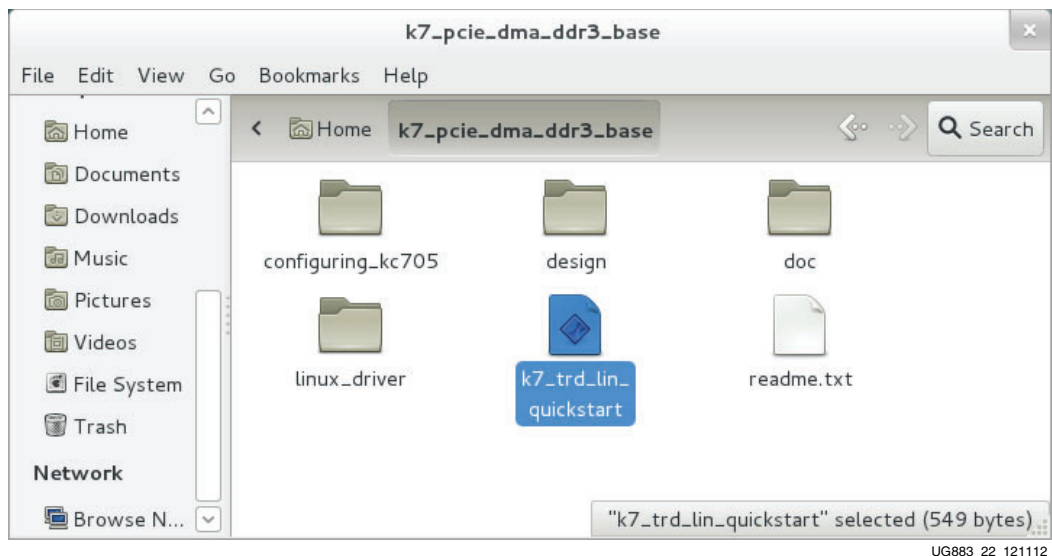 k7_pcie_dma_ddr3_base
File Edit View Go Bookmarks Help
Home
Documents
Downloads
Music
Pictures
Videos
File System
Trash
Network
Browse N...
Home k7_pcie_dma_ddr3_base Search
configuring_kc705
design
doc
linux_driver
k7_trd_lin_
quickstart
readme.txt
"k7_trd_lin_quickstart" selected (549 bytes)
UG883_22_121112